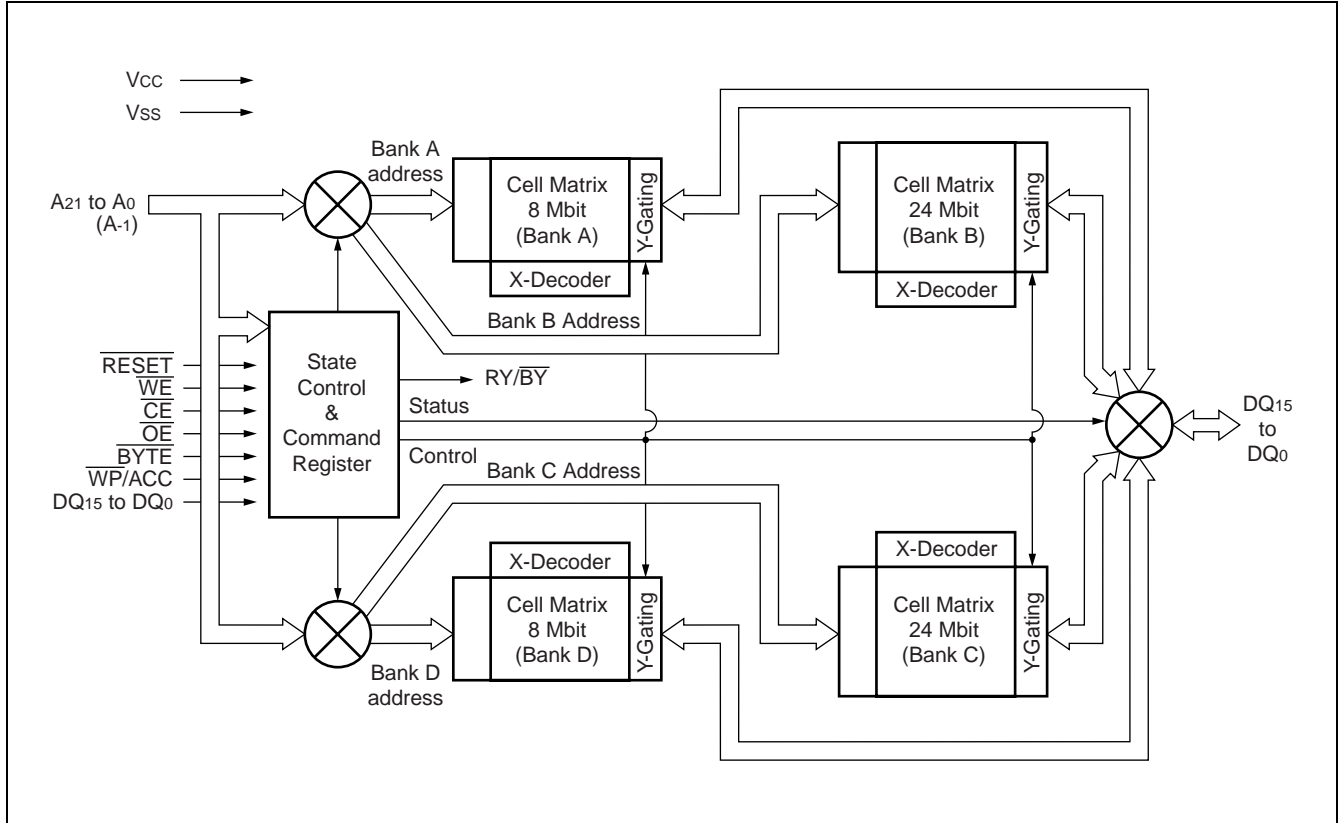 VCC
VSS
A21 to A0
(A-1)
Bank A
address
Cell Matrix
8 Mbit
(Bank A)
Y-Gating
X-Decoder
Cell Matrix
24 Mbit
(Bank B)
Y-Gating
X-Decoder
Bank B Address
RESET
WE
CE
OE
BYTE
WP/ACC
DQ15 to DQ0
State
Control
&
Command
Register
RY/BY
Status
Control
DQ15
to
DQ0
Bank C Address
X-Decoder
Cell Matrix
8 Mbit
(Bank D)
Y-Gating
Bank D
address
X-Decoder
Cell Matrix
24 Mbit
(Bank C)
Y-Gating